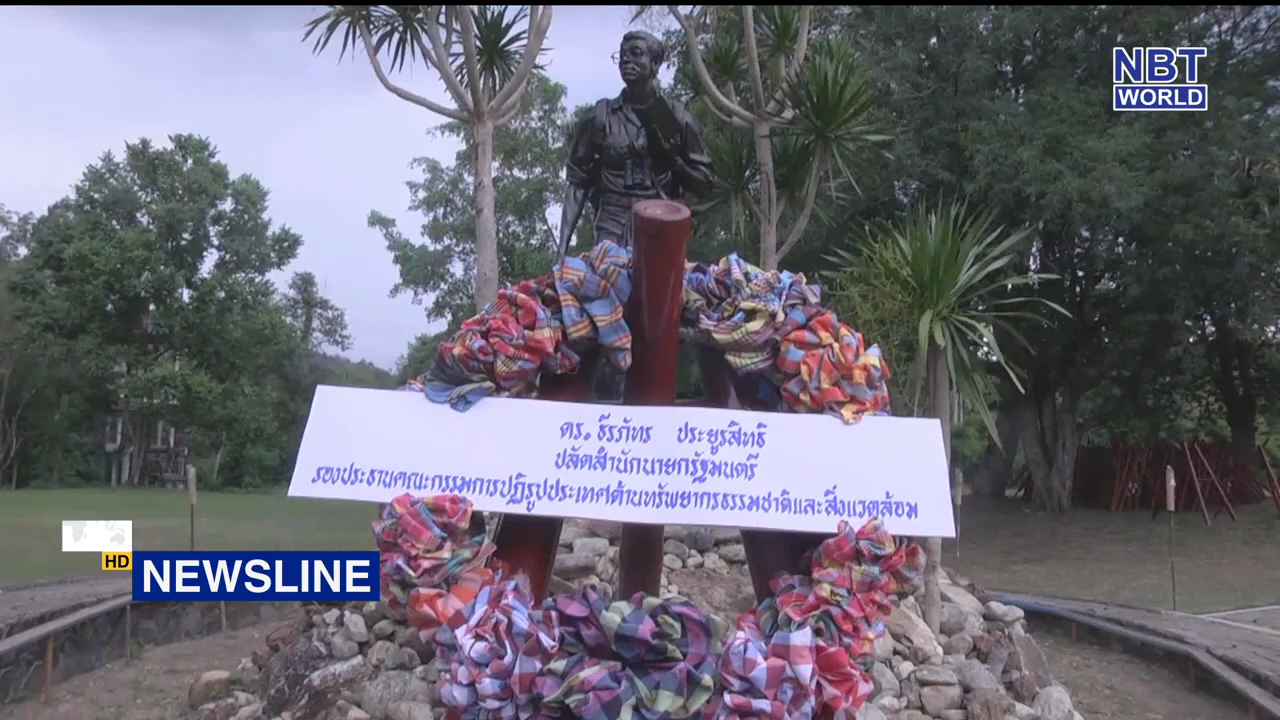 NBT
WORLD
ดร. ธีรภัทร ประยูรสิทธิ
ปลัดสำนักนายกรัฐมนตรี
รองประธานคณะกรรมการปฏิรูปประเทศด้านทรัพยากรธรรมชาติและสิ่งแวดล้อม
HD
NEWSLINE